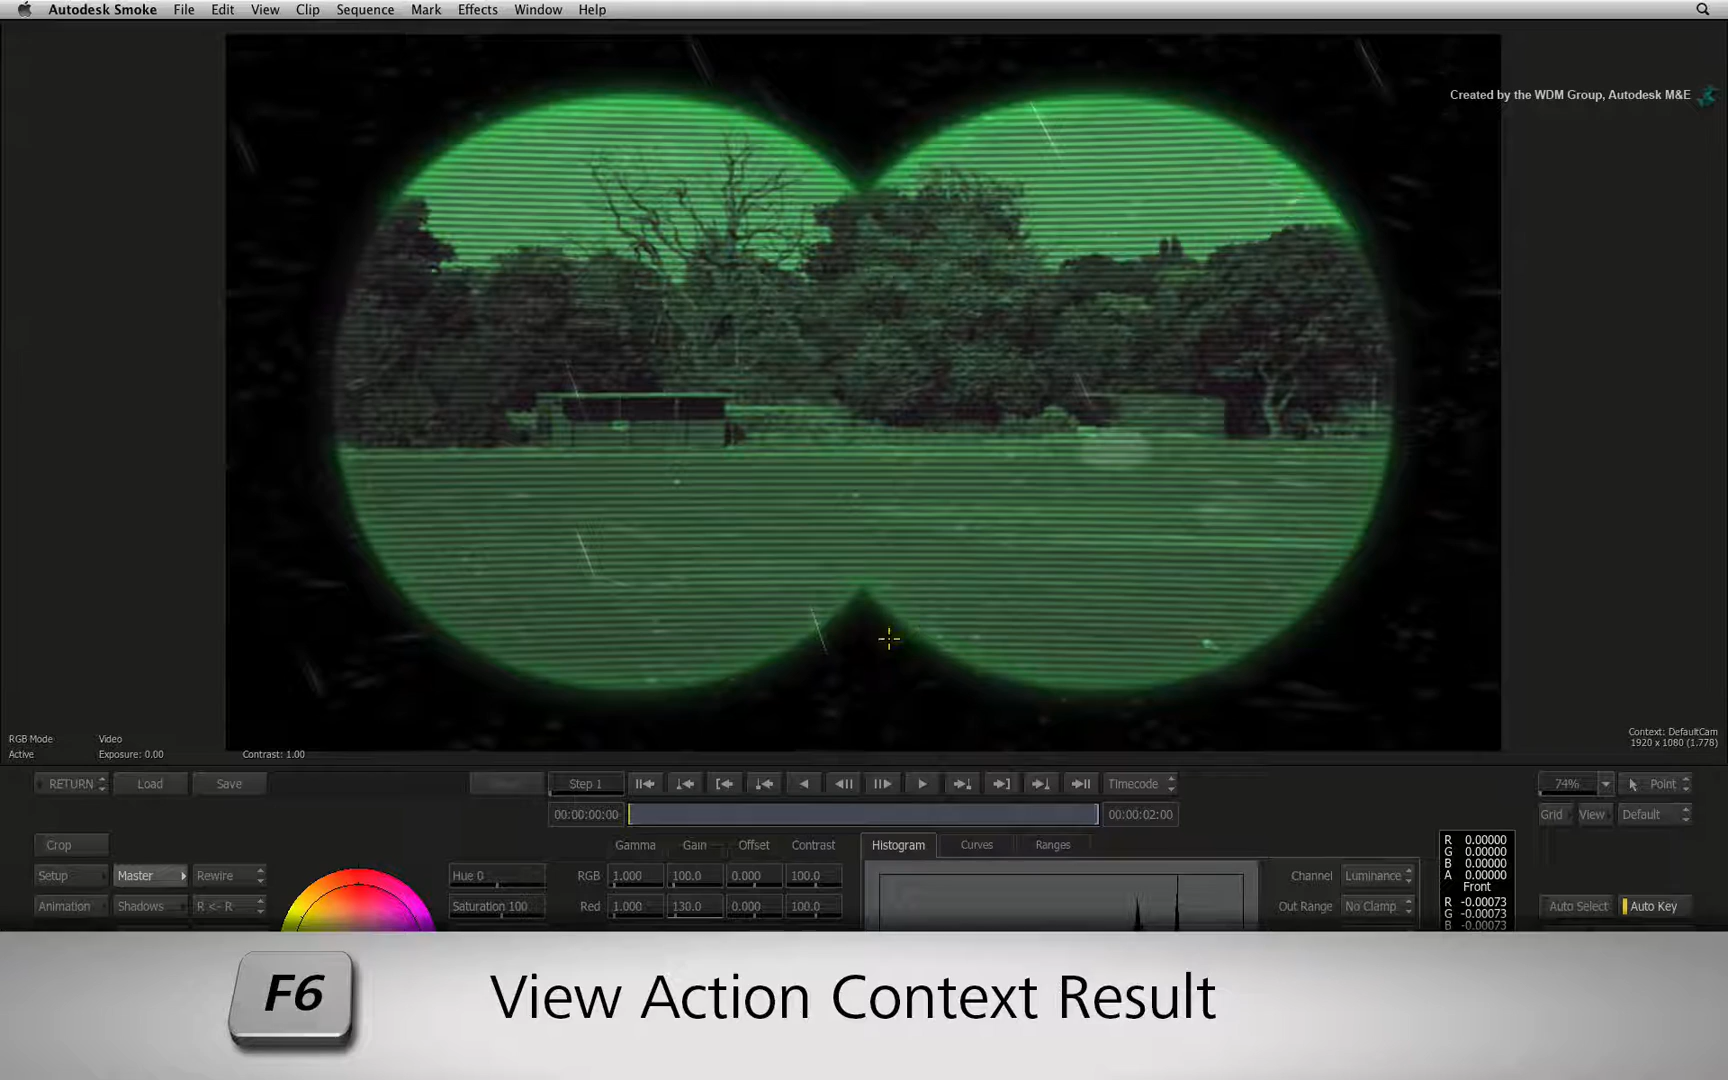 Autodesk Smoke File Edit View Clip Sequence Mark Effects Window Help
Created by the WDM Group, Autodesk M&E
RGB Mode Video
Active Exposure: 0.00 Contrast: 1.00
Context: DefaultCam
1920 x 1080 (1.778)
RETURN Load Save Step 1 Timecode 74% Point
00:00:00:00 00:00:02:00 Grid View Default
Crop Gamma Gain Offset Contrast Histogram Curves Ranges
Setup Master Rewire Hue 0 RGB 1.000 100.0 0.000 100.0 Channel Luminance
Animation Shadows R <- R Saturation 100 Red 1.000 130.0 0.000 100.0 Out Range No Clamp Auto Select Auto Key
R 0.00000
G 0.00000
B 0.00000
A 0.00000
Front
R -0.00073
G -0.00073
B -0.00073
F6 View Action Context Result